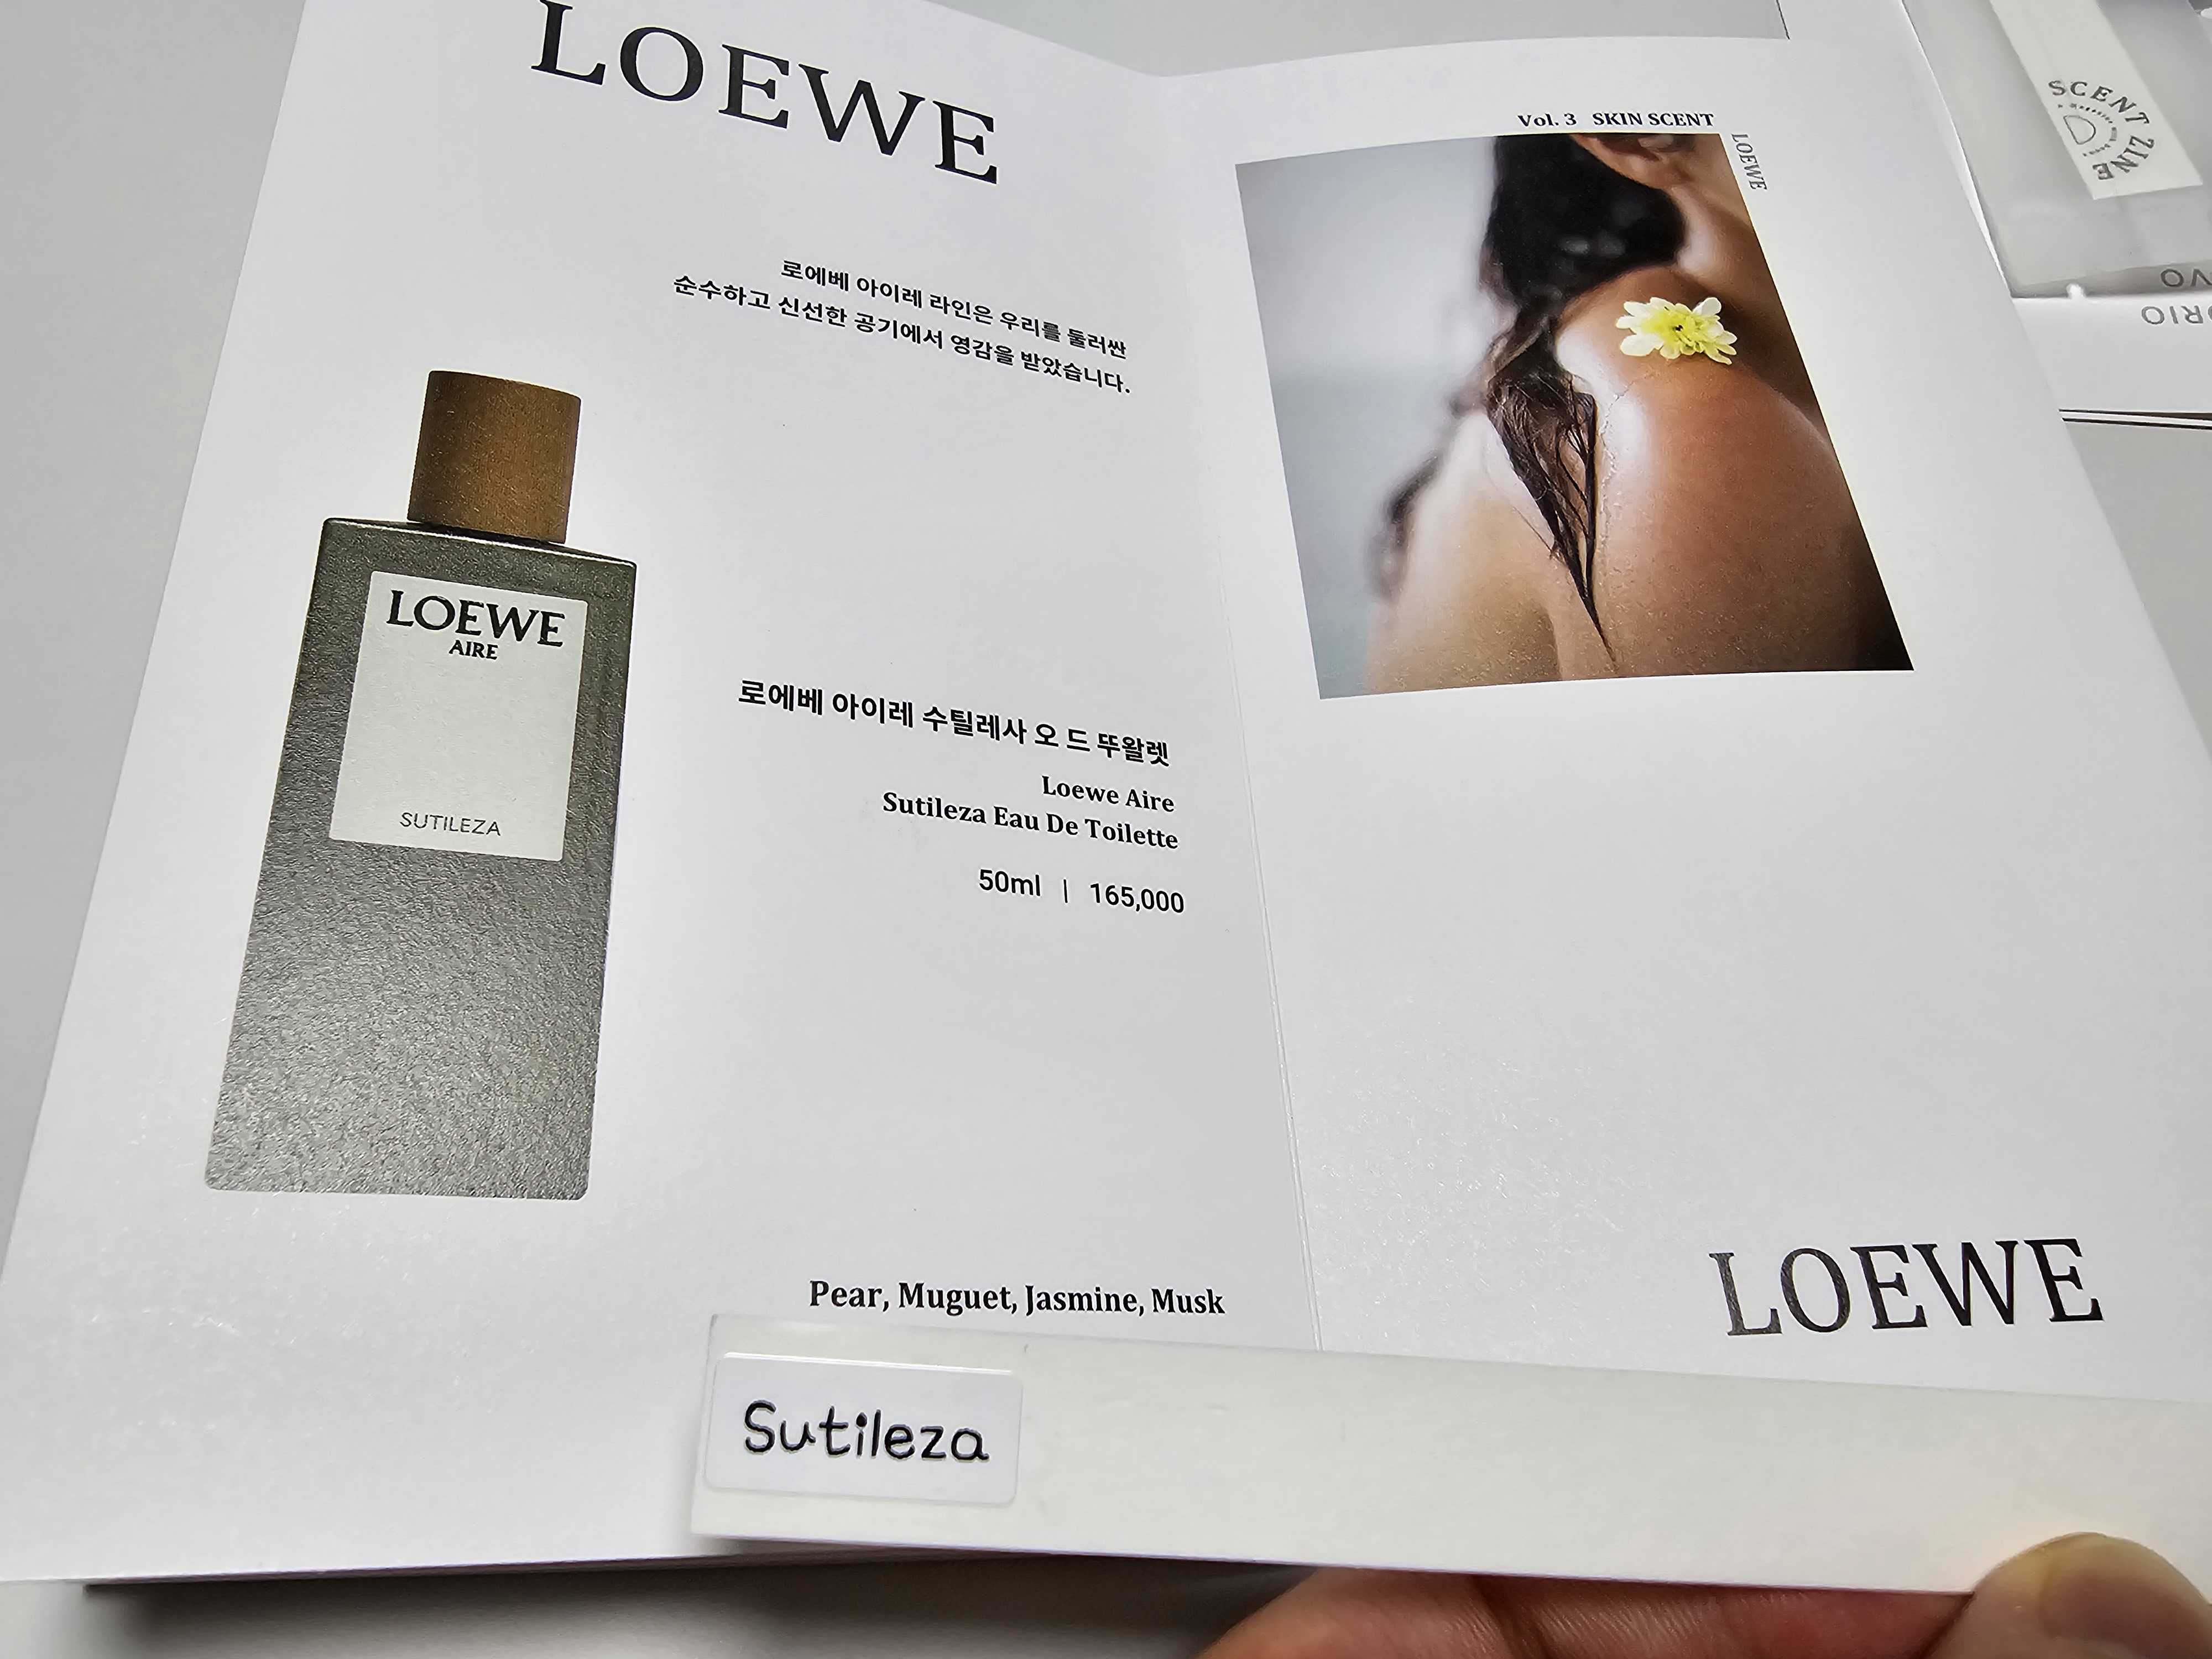 LOEWE
로에베 아이레 라인은 우리를 둘러싼
순수하고 신선한 공기에서 영감을 받았습니다.
LOEWE
AIRE
SUTILEZA
로에베 아이레 수틸레사 오 드 뚜왈렛
Loewe Aire
Sutileza Eau De Toilette
50ml | 165,000
Pear, Muguet, Jasmine, Musk
Sutileza
Vol. 3 SKIN SCENT
LOEWE
LOEWE
SCENT ZINE
D